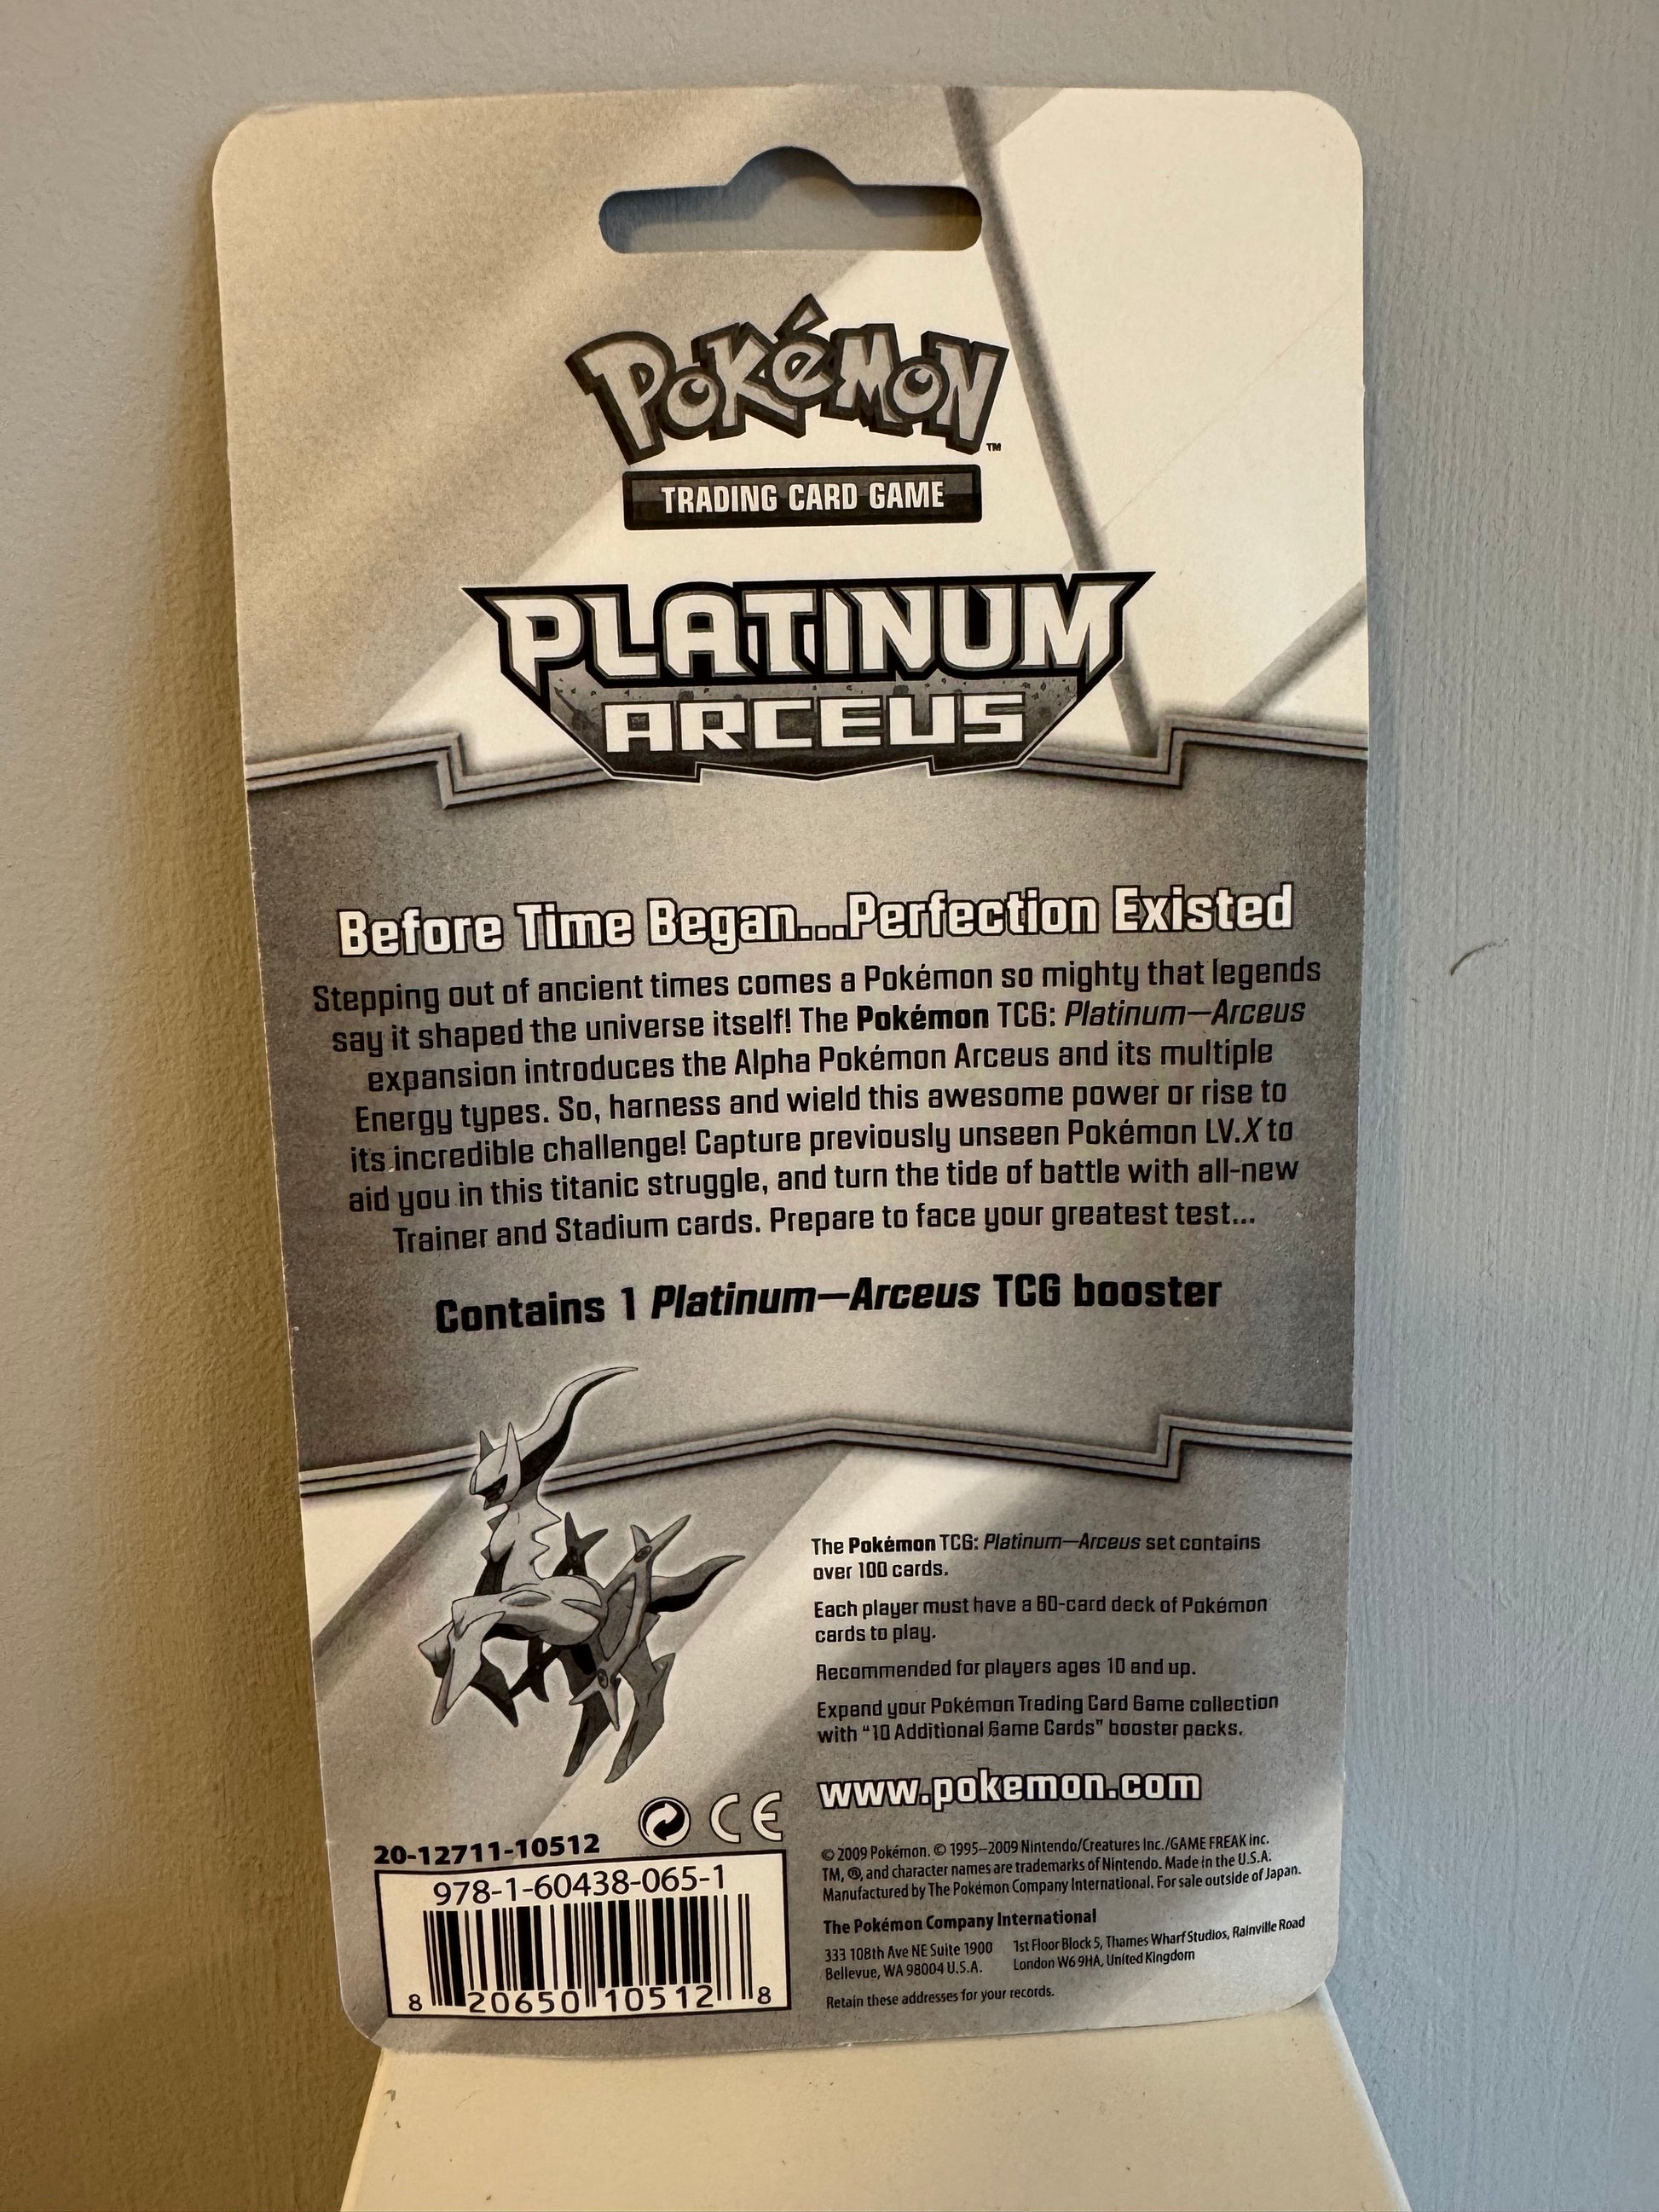 POKéMON
TM
TRADING CARD GAME
PLATINUM
ARCEUS
Before Time Began...Perfection Existed
Stepping out of ancient times comes a Pokémon so mighty that legends
say it shaped the universe itself! The Pokémon TCG: Platinum—Arceus
expansion introduces the Alpha Pokémon Arceus and its multiple
Energy types. So, harness and wield this awesome power or rise to
its incredible challenge! Capture previously unseen Pokémon LV.X to
aid you in this titanic struggle, and turn the tide of battle with all-new
Trainer and Stadium cards. Prepare to face your greatest test...
Contains 1 Platinum—Arceus TCG booster
The Pokémon TCG: Platinum—Arceus set contains
over 100 cards.
Each player must have a 60-card deck of Pokémon
cards to play.
Recommended for players ages 10 and up.
Expand your Pokémon Trading Card Game collection
with “10 Additional Game Cards” booster packs.
www.pokemon.com
CE
20-12711-10512
978-1-60438-065-1
8 20650 10512 8
© 2009 Pokémon. © 1995–2009 Nintendo/Creatures Inc./GAME FREAK inc.
TM, ®, and character names are trademarks of Nintendo. Made in the U.S.A.
Manufactured by The Pokémon Company International. For sale outside of Japan.
The Pokémon Company International
333 108th Ave NE Suite 1900
Bellevue, WA 98004 U.S.A.
1st Floor Block 5, Thames Wharf Studios, Rainville Road
London W6 9HA, United Kingdom
Retain these addresses for your records.